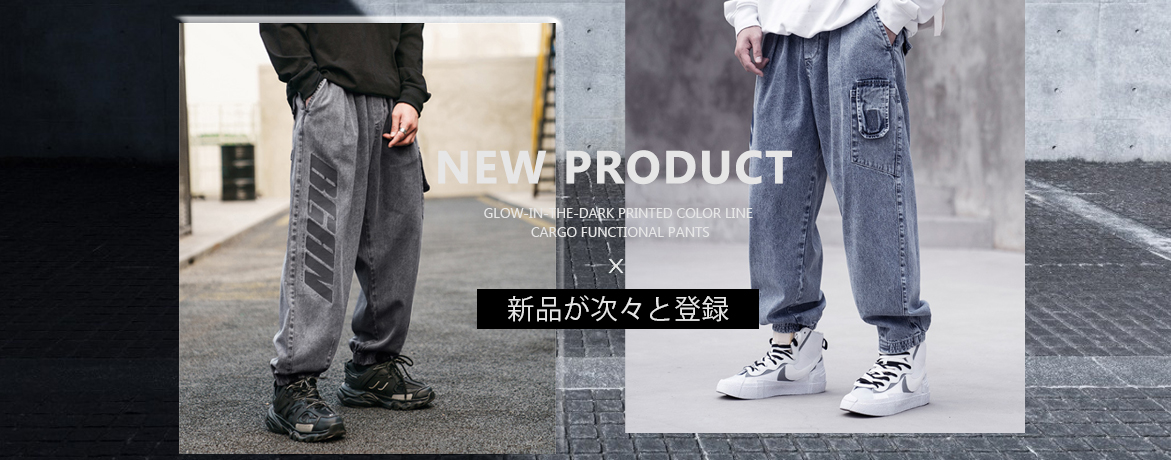 NEW PRODUCT
GLOW-IN-THE-DARK PRINTED COLOR LINE
CARGO FUNCTIONAL PANTS
X
新品が次々と登録